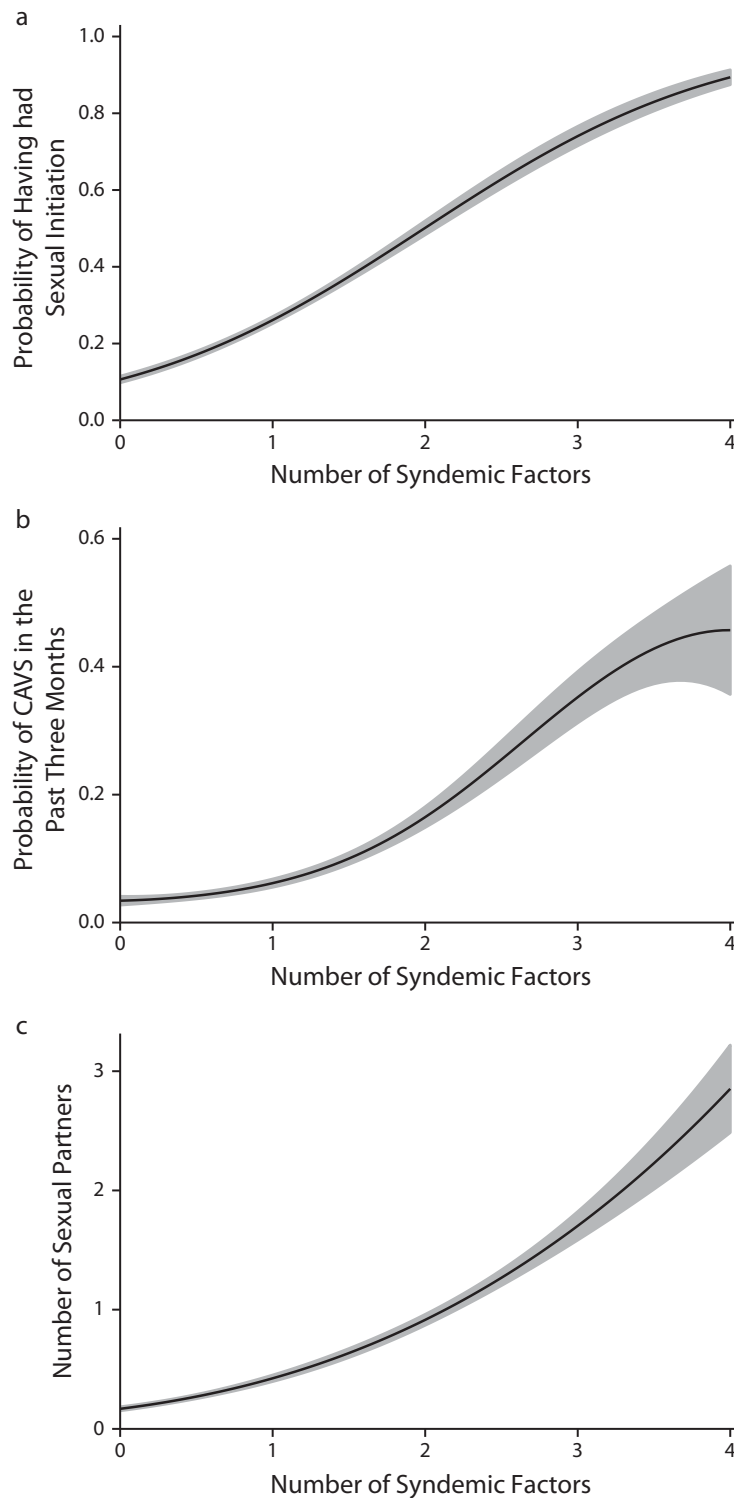 a
1.0
0.8
0.6
0.4
0.2
0.0
Probability of Having had
Sexual Initiation
0 1 2 3 4
Number of Syndemic Factors
b
0.6
0.4
0.2
0.0
Probability of CAVS in the
Past Three Months
0 1 2 3 4
Number of Syndemic Factors
c
3
2
1
0
Number of Sexual Partners
0 1 2 3 4
Number of Syndemic Factors